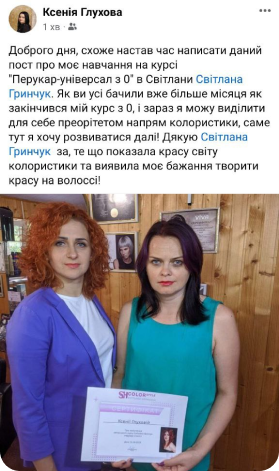 Ксенія Глухова
1 хв
Доброго дня, схоже настав час написати даний
пост про моє навчання на курсі
"Перукар-універсал з 0" в Світлани Світлана
Гринчук. Як ви усі бачили вже більше місяця як
закінчився мій курс з 0, і зараз я можу виділити
для себе преорітетом напрям колористики, саме
тут я хочу розвиватися далі! Дякую Світлана
Гринчук за, те що показала красу світу
колористики та виявила моє бажання творити
красу на волоссі!